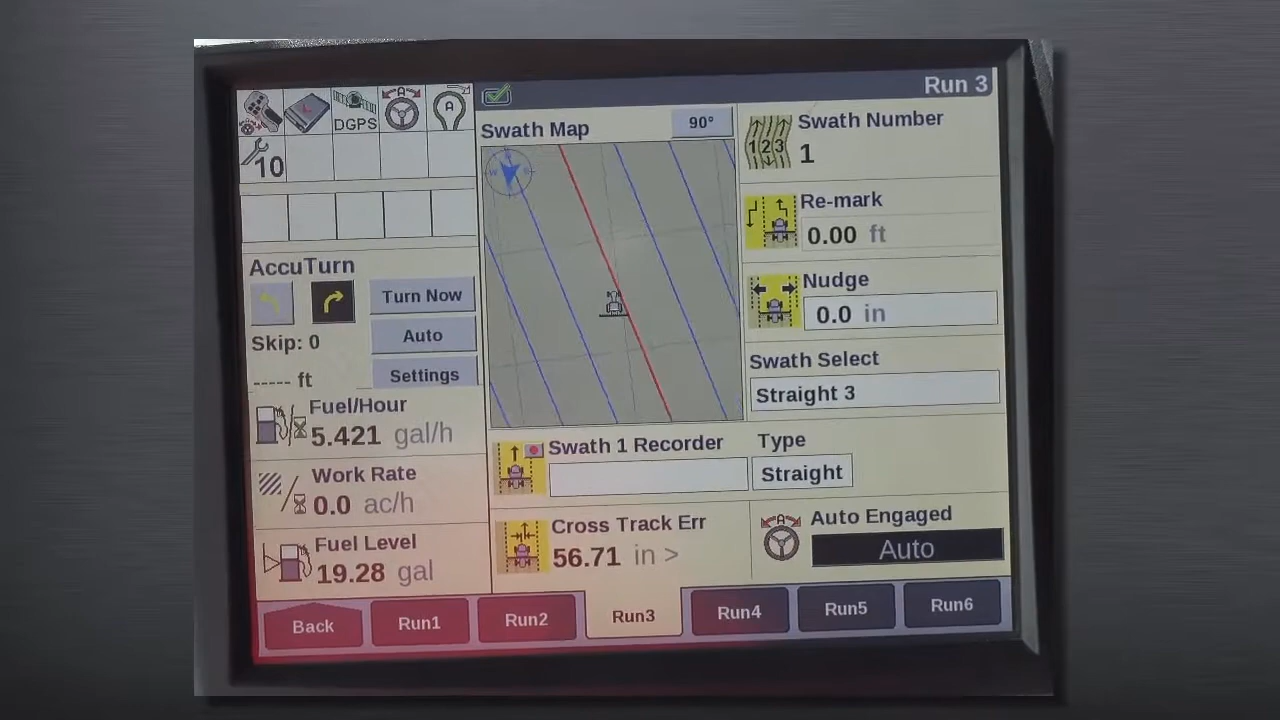 Run 3
DGPS
10
Swath Map
90°
Swath Number
1
Re-mark
0.00 ft
Nudge
0.0 in
Swath Select
Straight 3
AccuTurn
Turn Now
Skip: 0
Auto
----- ft
Settings
Fuel/Hour
5.421 gal/h
Work Rate
0.0 ac/h
Fuel Level
19.28 gal
Swath 1 Recorder
Type
Straight
Cross Track Err
56.71 in >
Auto Engaged
Auto
Back
Run1
Run2
Run3
Run4
Run5
Run6